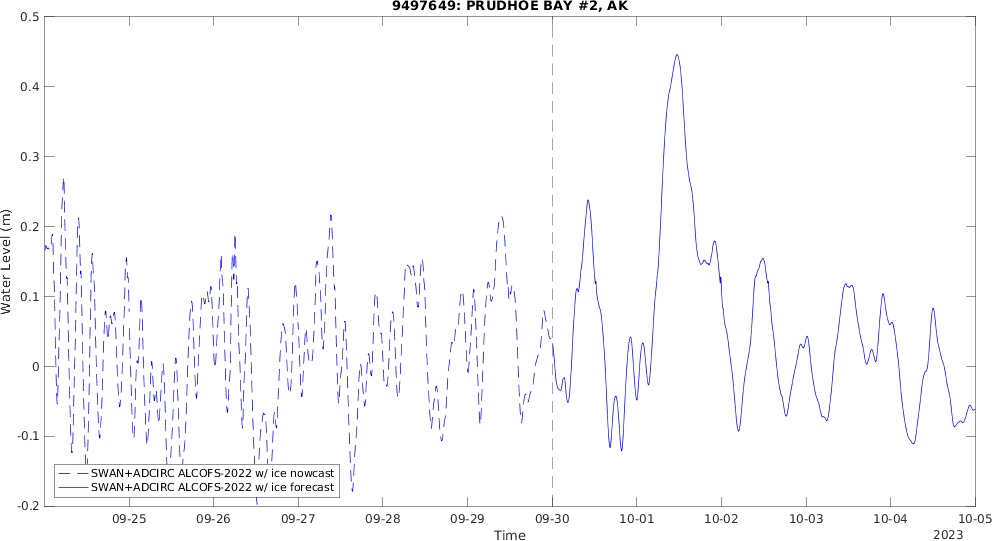 9497649: PRUDHOE BAY #2, AK
0.5
0.4
0.3
0.2
0.1
0
-0.1
-0.2
Water Level (m)
SWAN+ADCIRC ALCOFS-2022 w/ ice nowcast
SWAN+ADCIRC ALCOFS-2022 w/ ice forecast
09-25 09-26 09-27 09-28 09-29 09-30 10-01 10-02 10-03 10-04 10-05
Time
2023